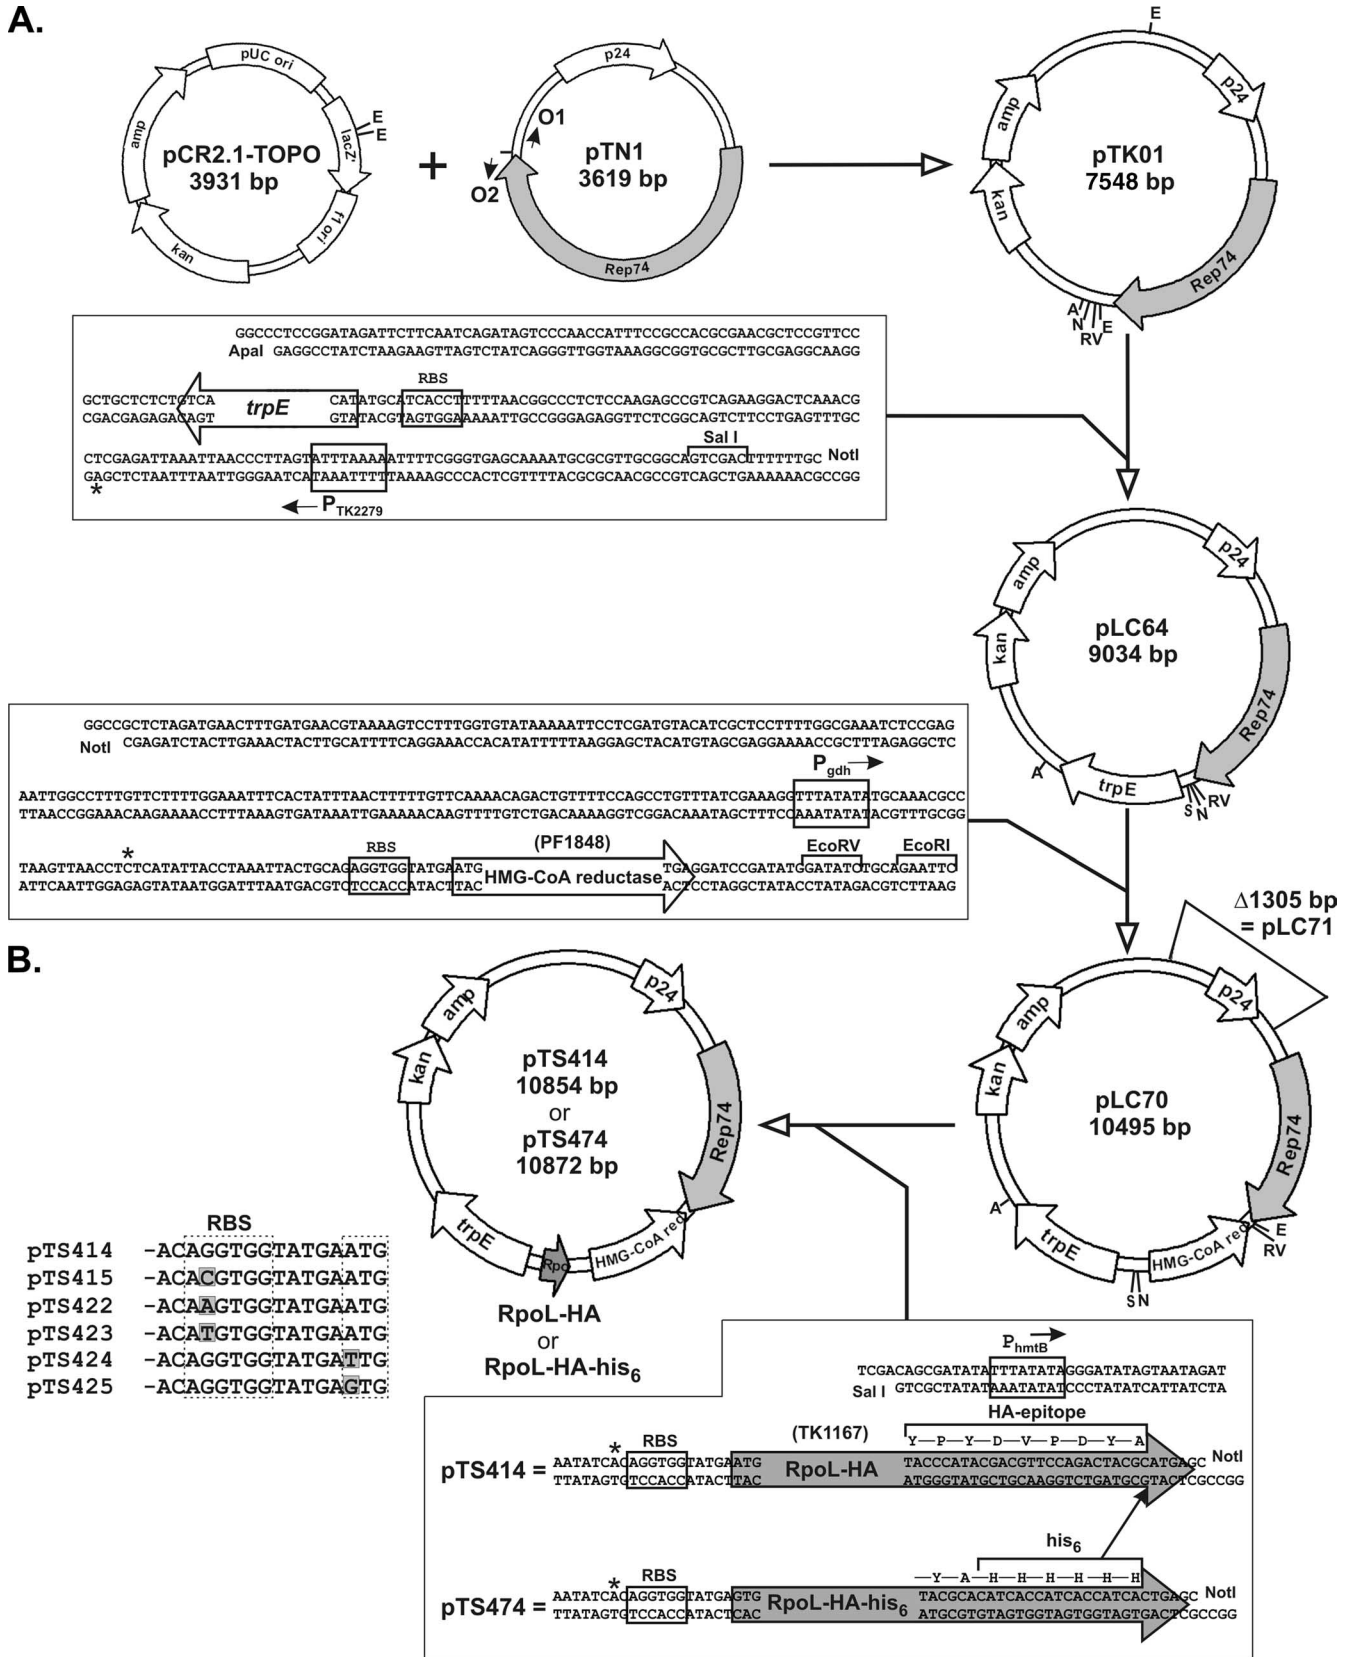 A.
pUC ori
amp
lacZ'
E
E
pCR2.1-TOPO
3931 bp
f1 ori
kan
+
p24
O1
O2
pTN1
3619 bp
Rep74
E
amp
p24
pTK01
7548 bp
kan
Rep74
A
N
RV
E
GGCCCTCCGGATAGATTCTTCAATCAGATAGTCCCAACCATTTCCGCCACGCGAACGCTCCGTTCC
ApaI GAGGCCTATCTAAGAAGTTAGTCTATCAGGGTTGGTAAAGGCGGTGCGCTTGCGAGGCAAGG
RBS
GCTGCTCTCTGTCA trpE CATATGCATCACCTTTTTAACGGCCCTCTCCAAGAGCCGTCAGAAGGACTCAAACG
CGACGAGAGACAGT GTATACGTAGTGGAAAAATTGCCGGGAGAGGTTCTCGGCAGTCTTCCTGAGTTTGC
Sal I
CTCGAGATTAAATTAACCCTTAGTATTTAAAAATTTTCGGGTGAGCAAAATGCGCGTTGCGGCAGTCGACTTTTTTGC NotI
GAGCTCTAATTTAATTGGGAATCATAAATTTTTAAAAGCCCACTCGTTTTACGCGCAACGCCGTCAGCTGAAAAAACGCCGG
*
P TK2279
amp
p24
pLC64
9034 bp
kan
Rep74
A
trpE
S
N
RV
GGCCGCTCTAGATGAACTTTGATGAACGTAAAAGTCCTTTGGTGTATAAAAATTCCTCGATGTACATCGCTCCTTTTGGCGAAATCTCCGAG
NotI CGAGATCTACTTGAAACTACTTGCATTTTCAGGAAACCACATATTTTTAAGGAGCTACATGTAGCGAGGAAAACCGCTTTAGAGGCTC
P gdh
AATTGGCCTTTGTTCTTTTGGAAATTTCACTATTTAACTTTTTGTTCAAAACAGACTGTTTTCCAGCCTGTTTATCGAAAGGTTTATATATGCAAACGCC
TTAACCGGAAACAAGAAAACCTTTAAAGTGATAAATTGAAAAACAAGTTTTGTCTGACAAAAGGTCGGACAAATAGCTTTCCAAATATATACGTTTGCGG
* RBS (PF1848) EcoRV EcoRI
TAAGTTAACCTCTCATATTACCTAAATTACTGCAGAGGTGGTATGAATG HMG-CoA reductase TGAGGATCCGATATGGATATCTGCAGAATTC
ATTCAATTGGAGAGTATAATGGATTTAATGACGTCTCCACCATACTTAC ACTCCTAGGCTATACCTATAGACGTCTTAAG
Δ1305 bp
= pLC71
amp
p24
kan
pLC70
10495 bp
Rep74
A
trpE
S N
HMG-CoA red
E
RV
B.
amp
p24
kan
pTS414
10854 bp
or
pTS474
10872 bp
Rep74
trpE
Rpo
HMG-CoA red
RpoL-HA
or
RpoL-HA-his6
RBS
pTS414 -ACAGGTGGTATGAATG
pTS415 -ACACGTGGTATGAATG
pTS422 -ACAAGTGGTATGAATG
pTS423 -ACATGTGGTATGAATG
pTS424 -ACAGGTGGTATGATTG
pTS425 -ACAGGTGGTATGAGTG
P hmtB
TCGACAGCGATATATTTATATAGGGATATAGTAATAGAT
Sal I GTCGCTATATAAATATATCCCTATATCATTATCTA
HA-epitope
* RBS (TK1167) Y—P—Y—D—V—P—D—Y—A
pTS414 = AATATCACAGGTGGTATGAATG RpoL-HA TACCCATACGACGTTCCAGACTACGCATGAGC NotI
TTATAGTGTCCACCATACTTAC ATGGGTATGCTGCAAGGTCTGATGCGTACTCGCCGG
his6
* RBS —Y—A—H—H—H—H—H—H
pTS474 = AATATCACAGGTGGTATGAGTG RpoL-HA-his6 TACGCACATCACCATCACCATCACTGAGC NotI
TTATAGTGTCCACCATACTCAC ATGCGTGTAGTGGTAGTGGTAGTGACTCGCCGG